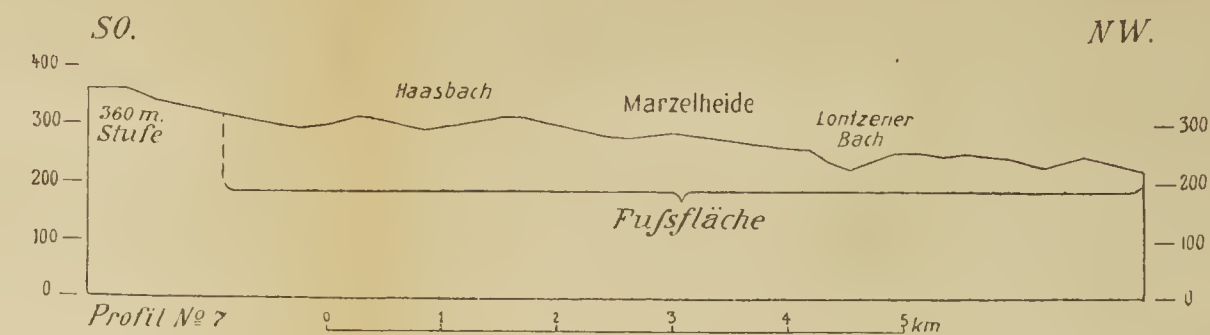 SO. NW.
400 —
Haasbach
Marzelheide
360 m.
Stufe
Lontzener
Bach
300 — — 300
200 — — 200
Fußfläche
100 — — 100
0 — — 0
Profil Nº 7
0 1 2 3 4 5 km